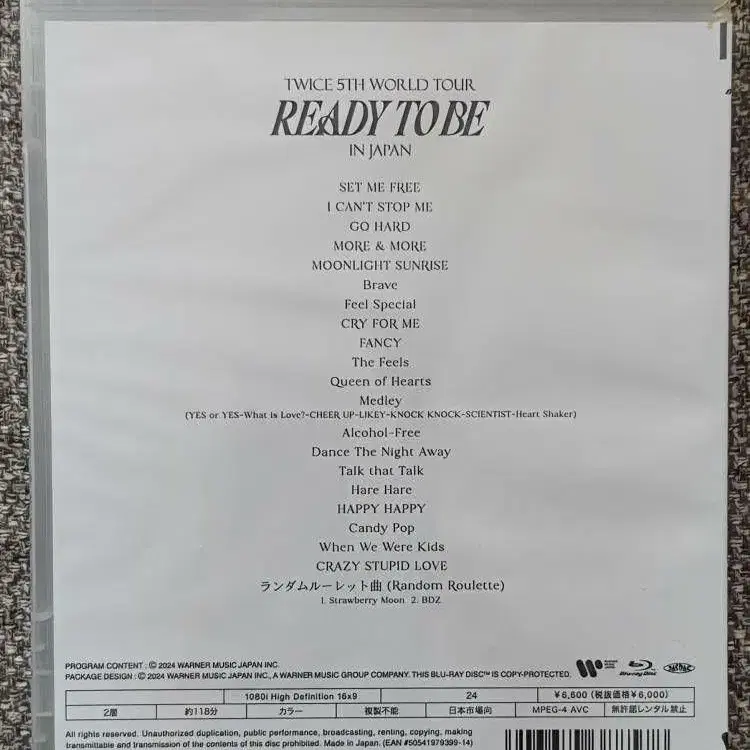 TWICE 5TH WORLD TOUR
READY TO BE
IN JAPAN
SET ME FREE
I CAN'T STOP ME
GO HARD
MORE & MORE
MOONLIGHT SUNRISE
Brave
Feel Special
CRY FOR ME
FANCY
The Feels
Queen of Hearts
Medley
(YES or YES-What is Love?-CHEER UP-LIKEY-KNOCK KNOCK-SCIENTIST-Heart Shaker)
Alcohol-Free
Dance The Night Away
Talk that Talk
Hare Hare
HAPPY HAPPY
Candy Pop
When We Were Kids
CRAZY STUPID LOVE
ランダムルーレット曲 (Random Roulette)
1. Strawberry Moon 2. BDZ
PROGRAM CONTENT : © 2024 WARNER MUSIC JAPAN INC.
PACKAGE DESIGN : © 2024 WARNER MUSIC JAPAN INC., A WARNER MUSIC GROUP COMPANY. THIS BLU-RAY DISC™ IS COPY-PROTECTED.
Blu-ray Disc
JASRAC
1080i High Definition 16x9 24 ¥6,600 (税抜価格¥6,000)
2層 約118分 カラー 複製不能 日本市場向 MPEG-4 AVC 無許諾レンタル禁止
All rights reserved. Unauthorized duplication, public performance, broadcasting, renting, copying, making
transmittable and transmission of the contents of this disc prohibited. Made in Japan. (EAN #50541979399-14)